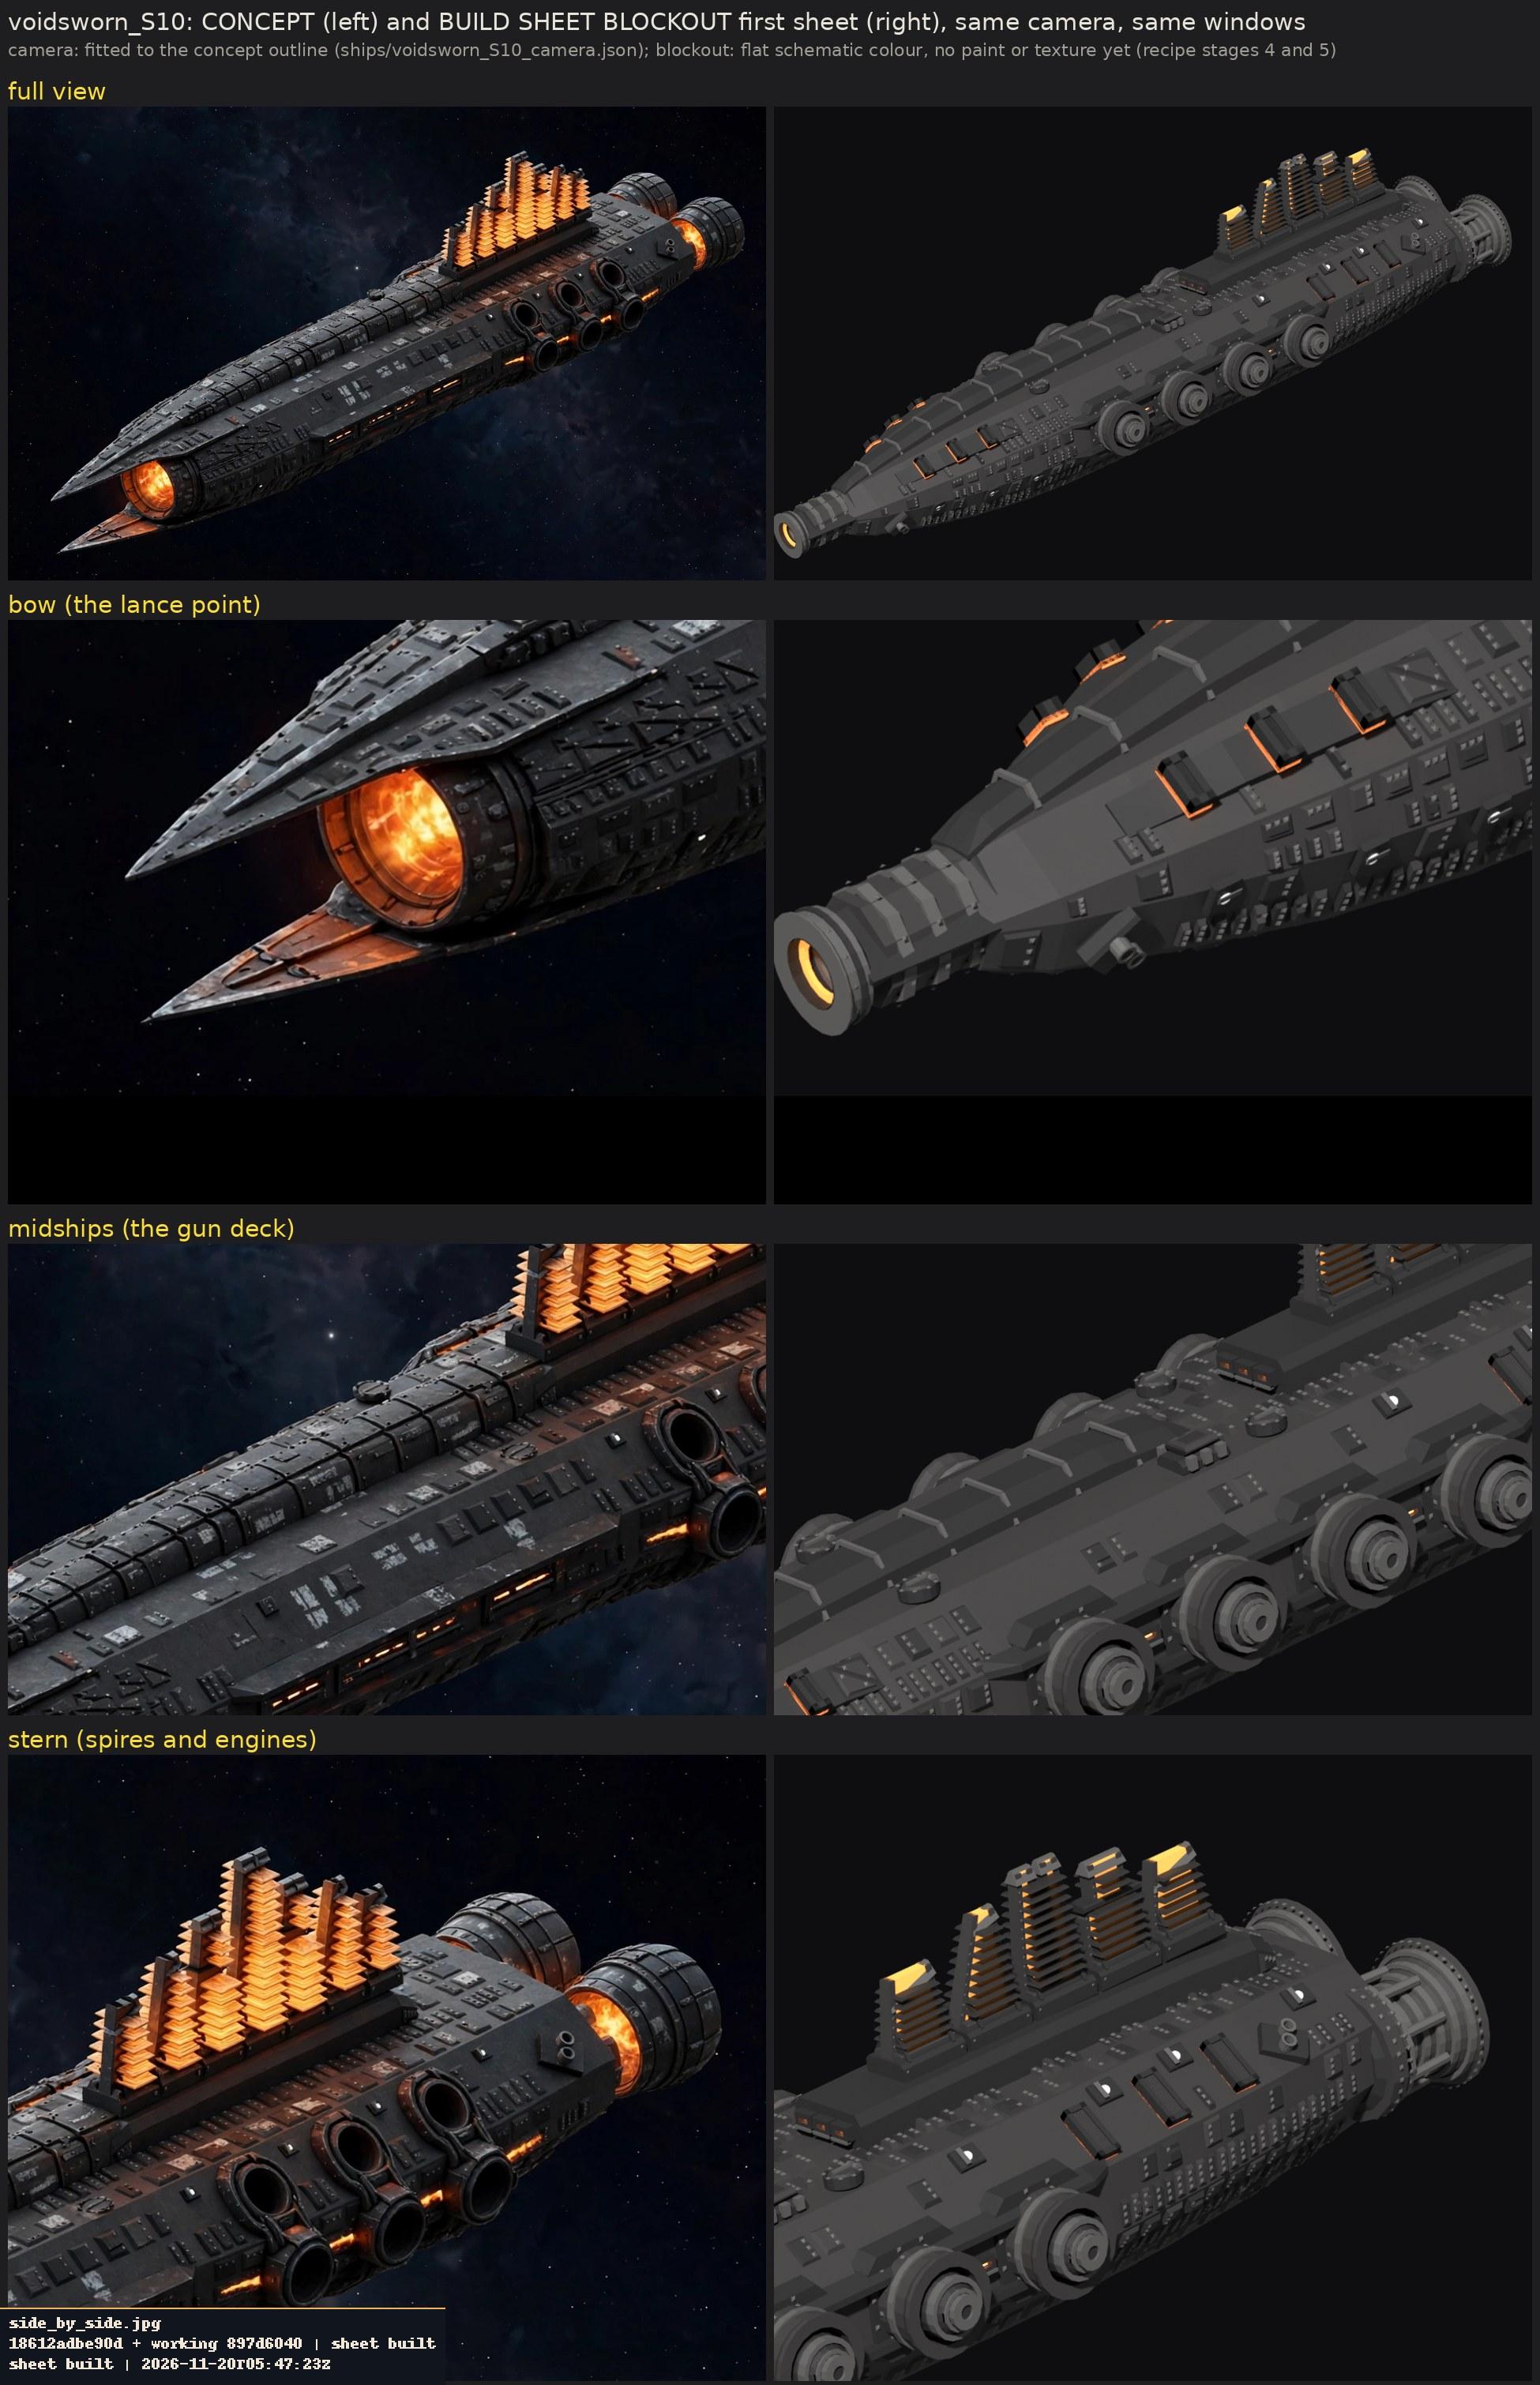 voidsworn_S10: CONCEPT (left) and BUILD SHEET BLOCKOUT first sheet (right), same camera, same windows
camera: fitted to the concept outline (ships/voidsworn_S10_camera.json); blockout: flat schematic colour, no paint or texture yet (recipe stages 4 and 5)
full view
bow (the lance point)
midships (the gun deck)
stern (spires and engines)
side_by_side.jpg
18612adbe90d + working 897d6040 | sheet built
sheet built | 2026-11-20T05:47:23Z